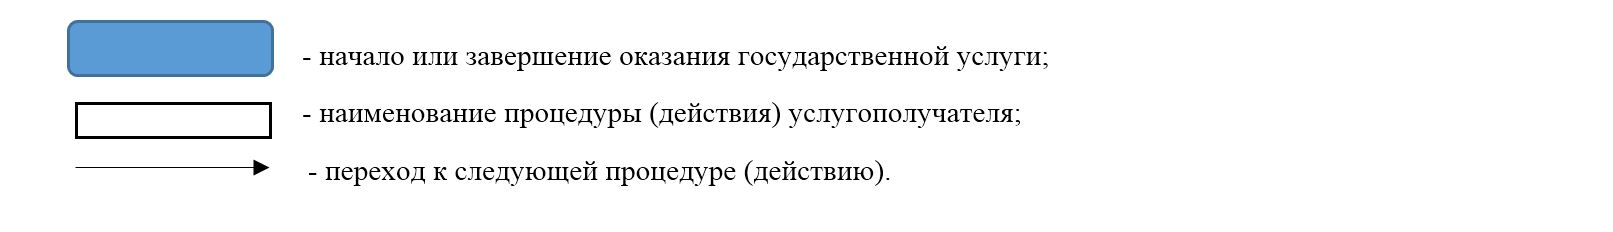 - начало или завершение оказания государственной услуги;
- наименование процедуры (действия) услугополучателя;
- переход к следующей процедуре (действию).